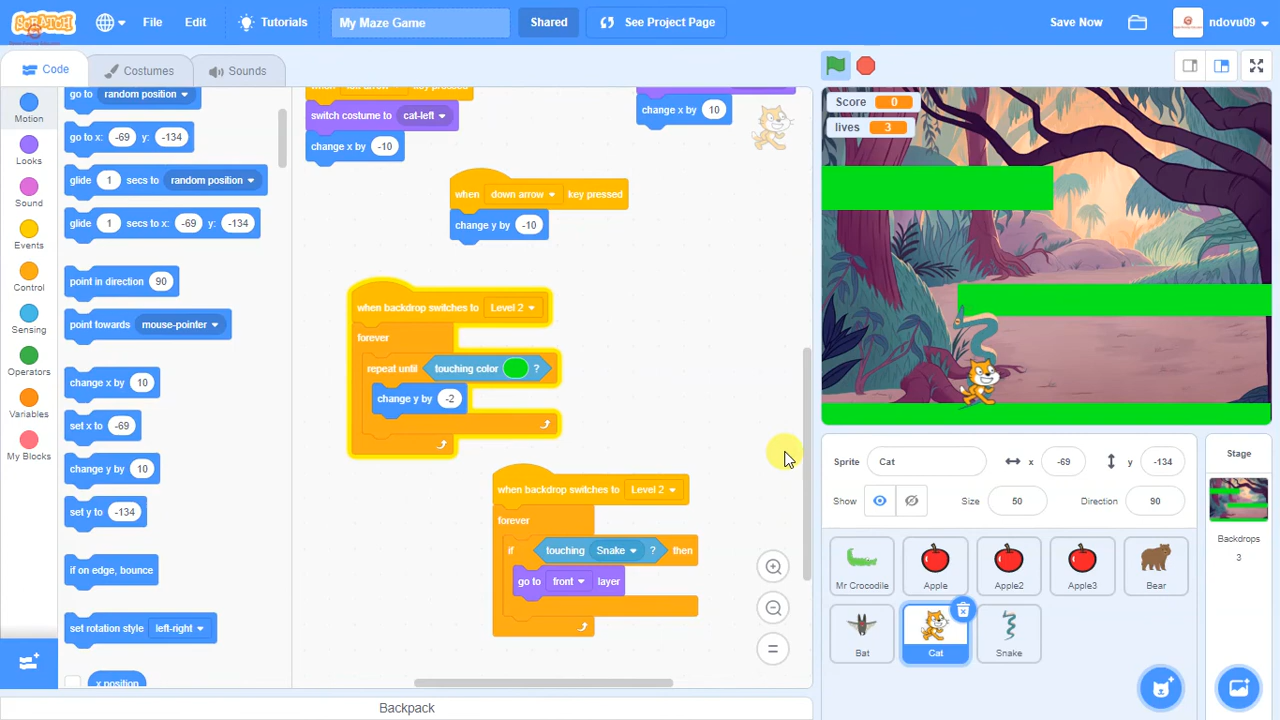 SCRATCH
File
Edit
Tutorials
My Maze Game
Shared
See Project Page
Save Now
ndovu09
Code
Costumes
Sounds
Motion
Looks
Sound
Events
Control
Sensing
Operators
Variables
My Blocks
go to random position
go to x: -69 y: -134
glide 1 secs to random position
glide 1 secs to x: -69 y: -134
point in direction 90
point towards mouse-pointer
change x by 10
set x to -69
change y by 10
set y to -134
if on edge, bounce
set rotation style left-right
x position
when left arrow key pressed
switch costume to cat-left
change x by -10
change x by 10
when down arrow key pressed
change y by -10
when backdrop switches to Level 2
forever
repeat until touching color ?
change y by -2
when backdrop switches to Level 2
forever
if touching Snake ? then
go to front layer
Score 0
lives 3
Sprite Cat x -69 y -134
Show Size 50 Direction 90
Mr Crocodile
Apple
Apple2
Apple3
Bear
Bat
Cat
Snake
Stage
Backdrops
3
Backpack